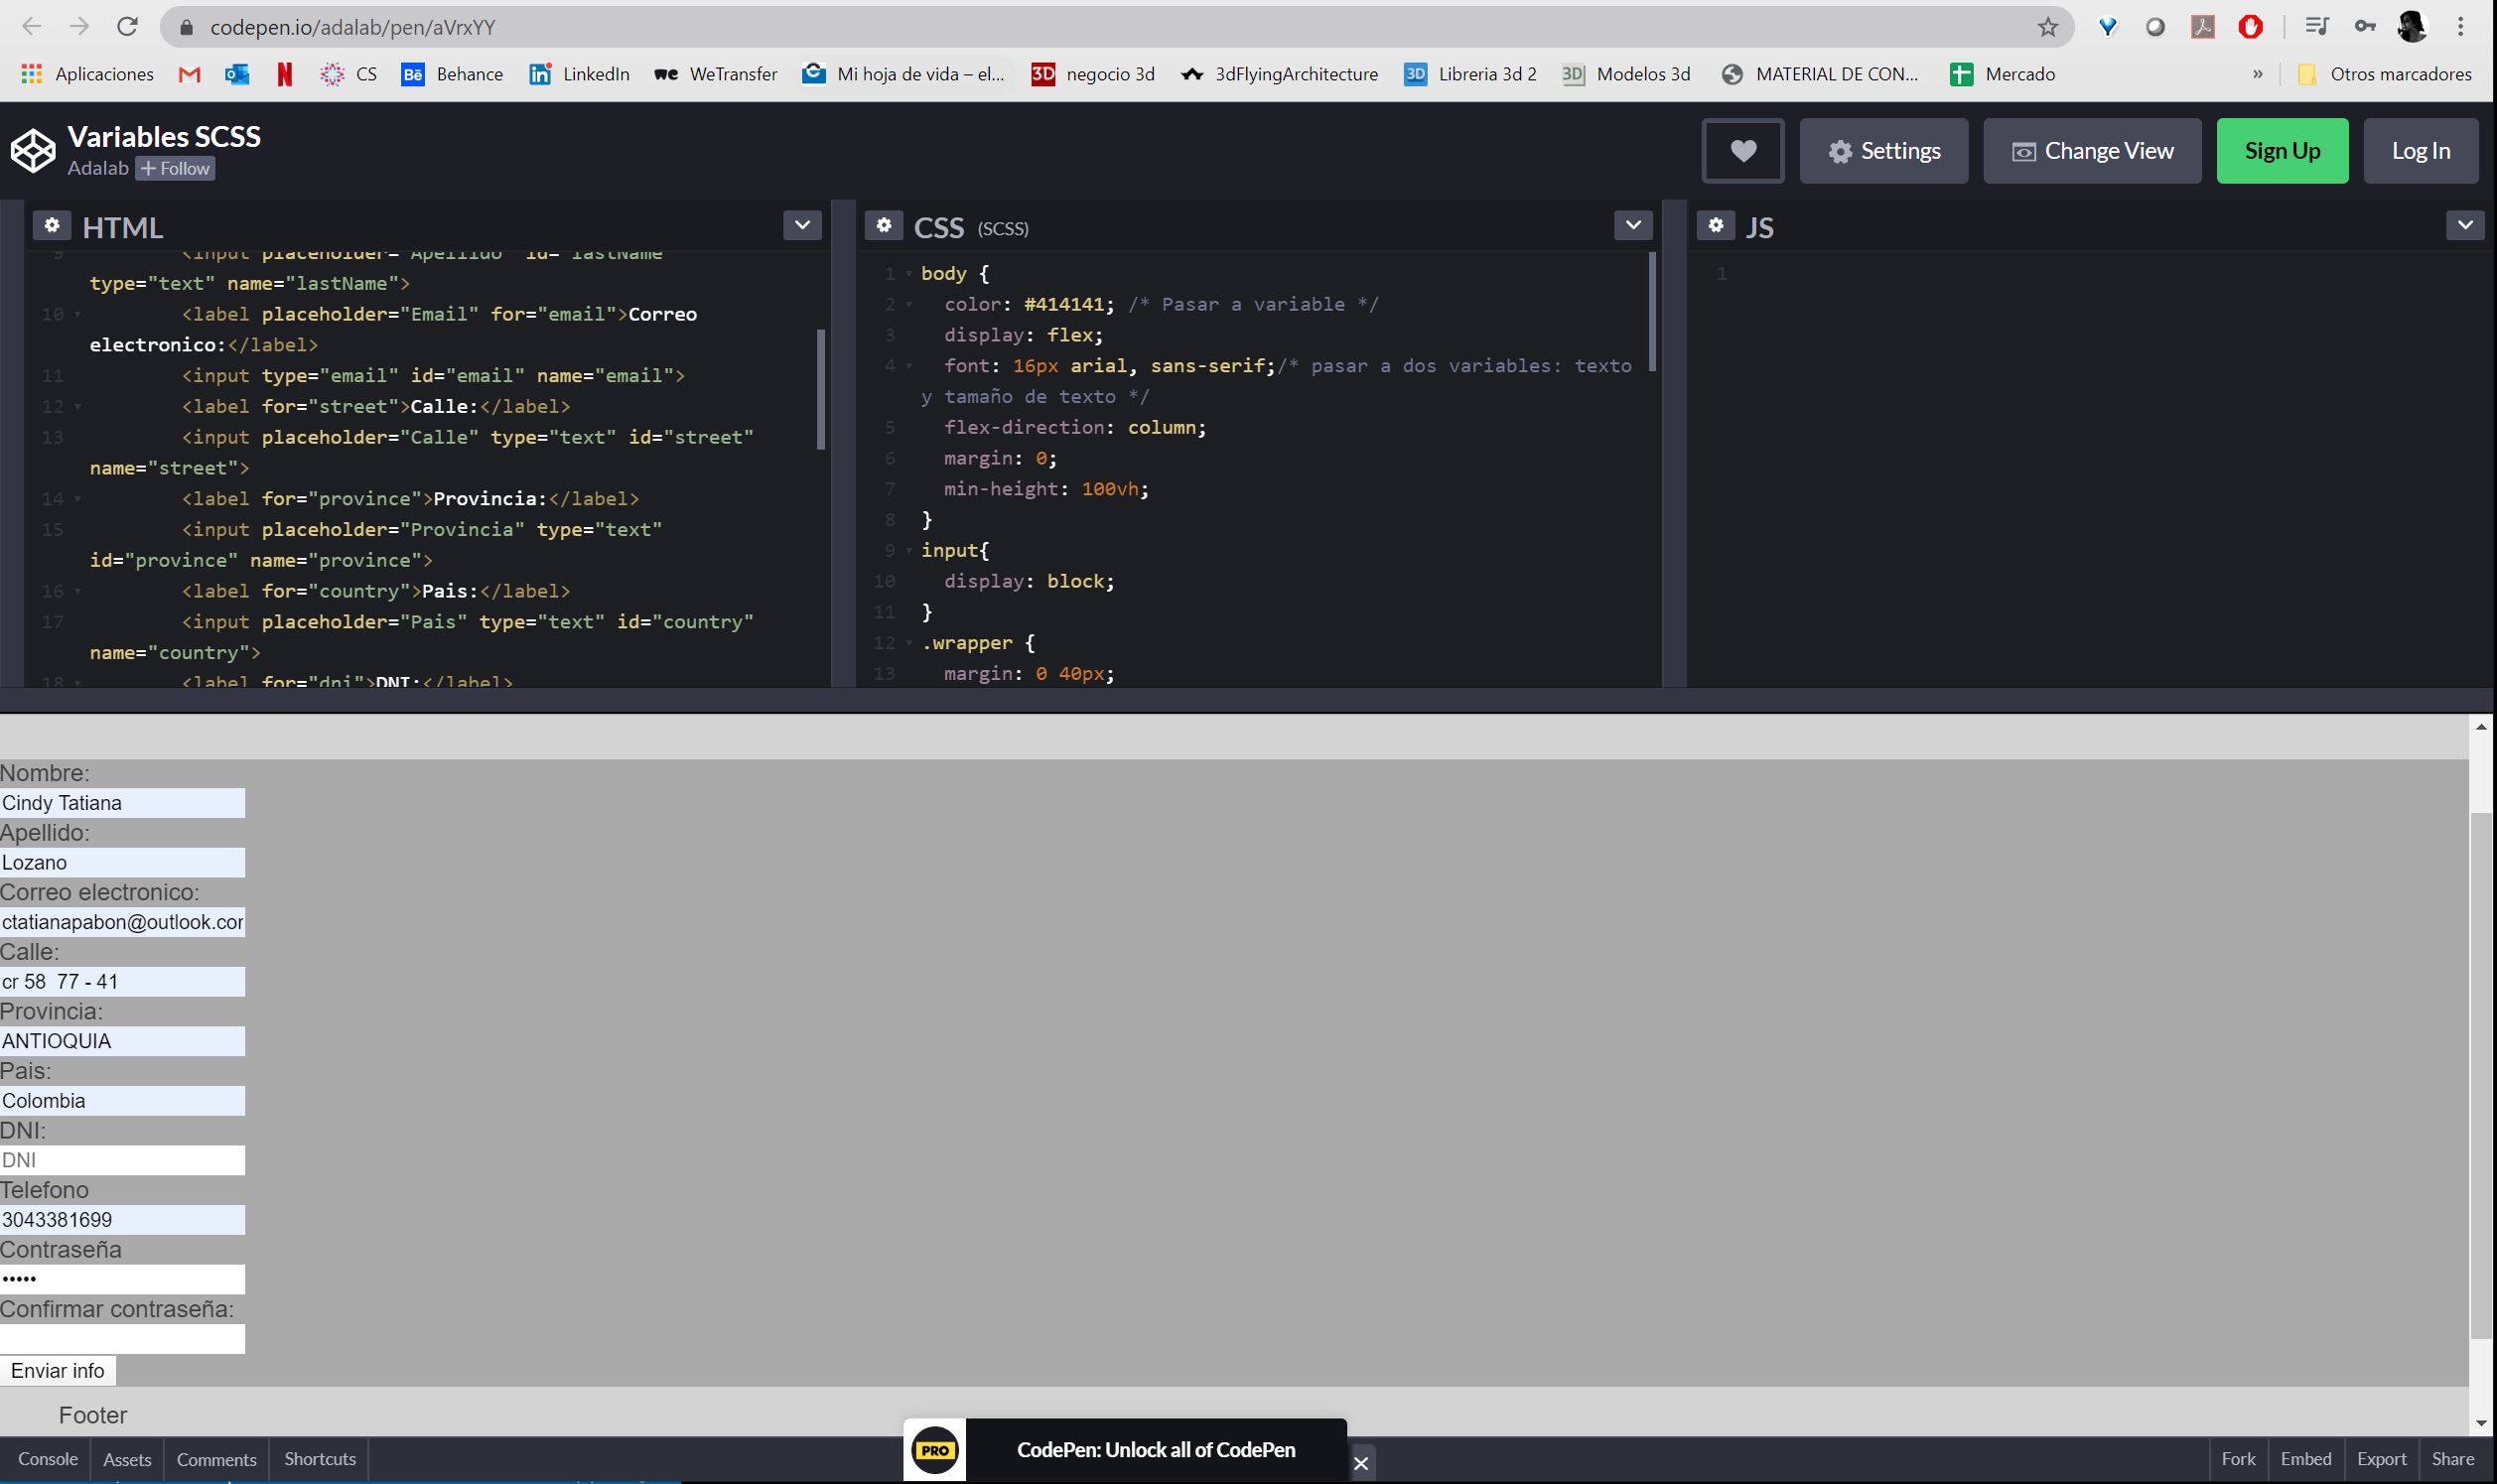 codepen.io/adalab/pen/aVrxYY
Aplicaciones CS Behance LinkedIn WeTransfer Mi hoja de vida – el... negocio 3d 3dFlyingArchitecture Libreria 3d 2 Modelos 3d MATERIAL DE CON... Mercado » Otros marcadores
Variables SCSS
Adalab + Follow
Settings Change View Sign Up Log In
HTML
9 <input placeholder="Apellido" id="lastName"
type="text" name="lastName">
10 <label placeholder="Email" for="email">Correo
electronico:</label>
11 <input type="email" id="email" name="email">
12 <label for="street">Calle:</label>
13 <input placeholder="Calle" type="text" id="street"
name="street">
14 <label for="province">Provincia:</label>
15 <input placeholder="Provincia" type="text"
id="province" name="province">
16 <label for="country">Pais:</label>
17 <input placeholder="Pais" type="text" id="country"
name="country">
18 <label for="dni">DNI:</label>
CSS (SCSS)
1 body {
2 color: #414141; /* Pasar a variable */
3 display: flex;
4 font: 16px arial, sans-serif;/* pasar a dos variables: texto
y tamaño de texto */
5 flex-direction: column;
6 margin: 0;
7 min-height: 100vh;
8 }
9 input{
10 display: block;
11 }
12 .wrapper {
13 margin: 0 40px;
JS
1
Nombre:
Cindy Tatiana
Apellido:
Lozano
Correo electronico:
ctatianapabon@outlook.cor
Calle:
cr 58 77 - 41
Provincia:
ANTIOQUIA
Pais:
Colombia
DNI:
DNI
Telefono
3043381699
Contraseña
•••••
Confirmar contraseña:
Enviar info
Footer
PRO CodePen: Unlock all of CodePen
Console Assets Comments Shortcuts Fork Embed Export Share